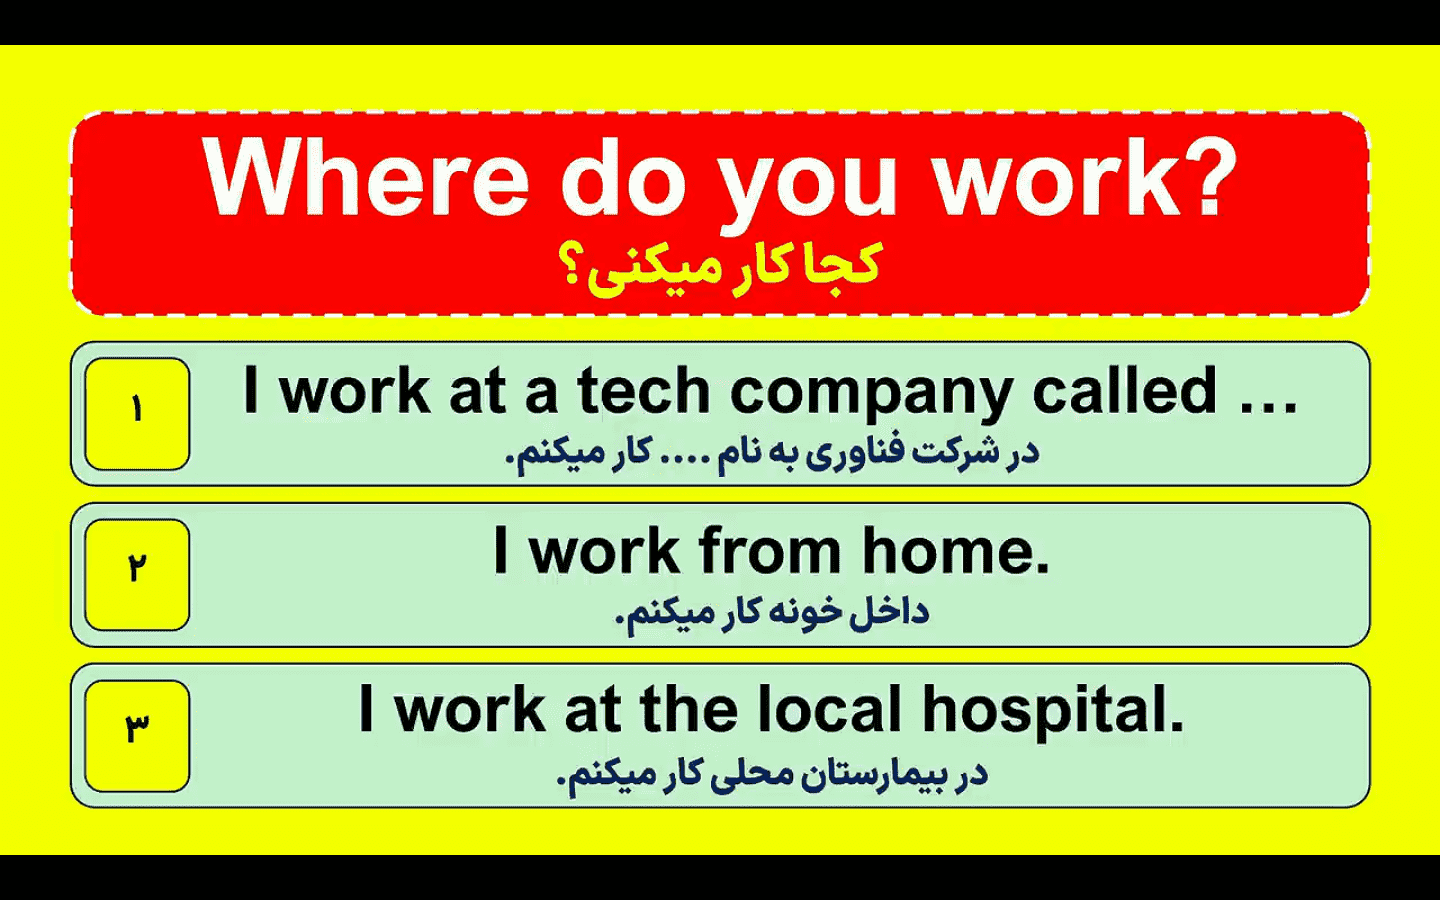 Where do you work?
کجا کار میکنی؟
۱
I work at a tech company called ...
در شرکت فناوری به نام .... کار میکنم.
۲
I work from home.
داخل خونه کار میکنم.
۳
I work at the local hospital.
در بیمارستان محلی کار میکنم.